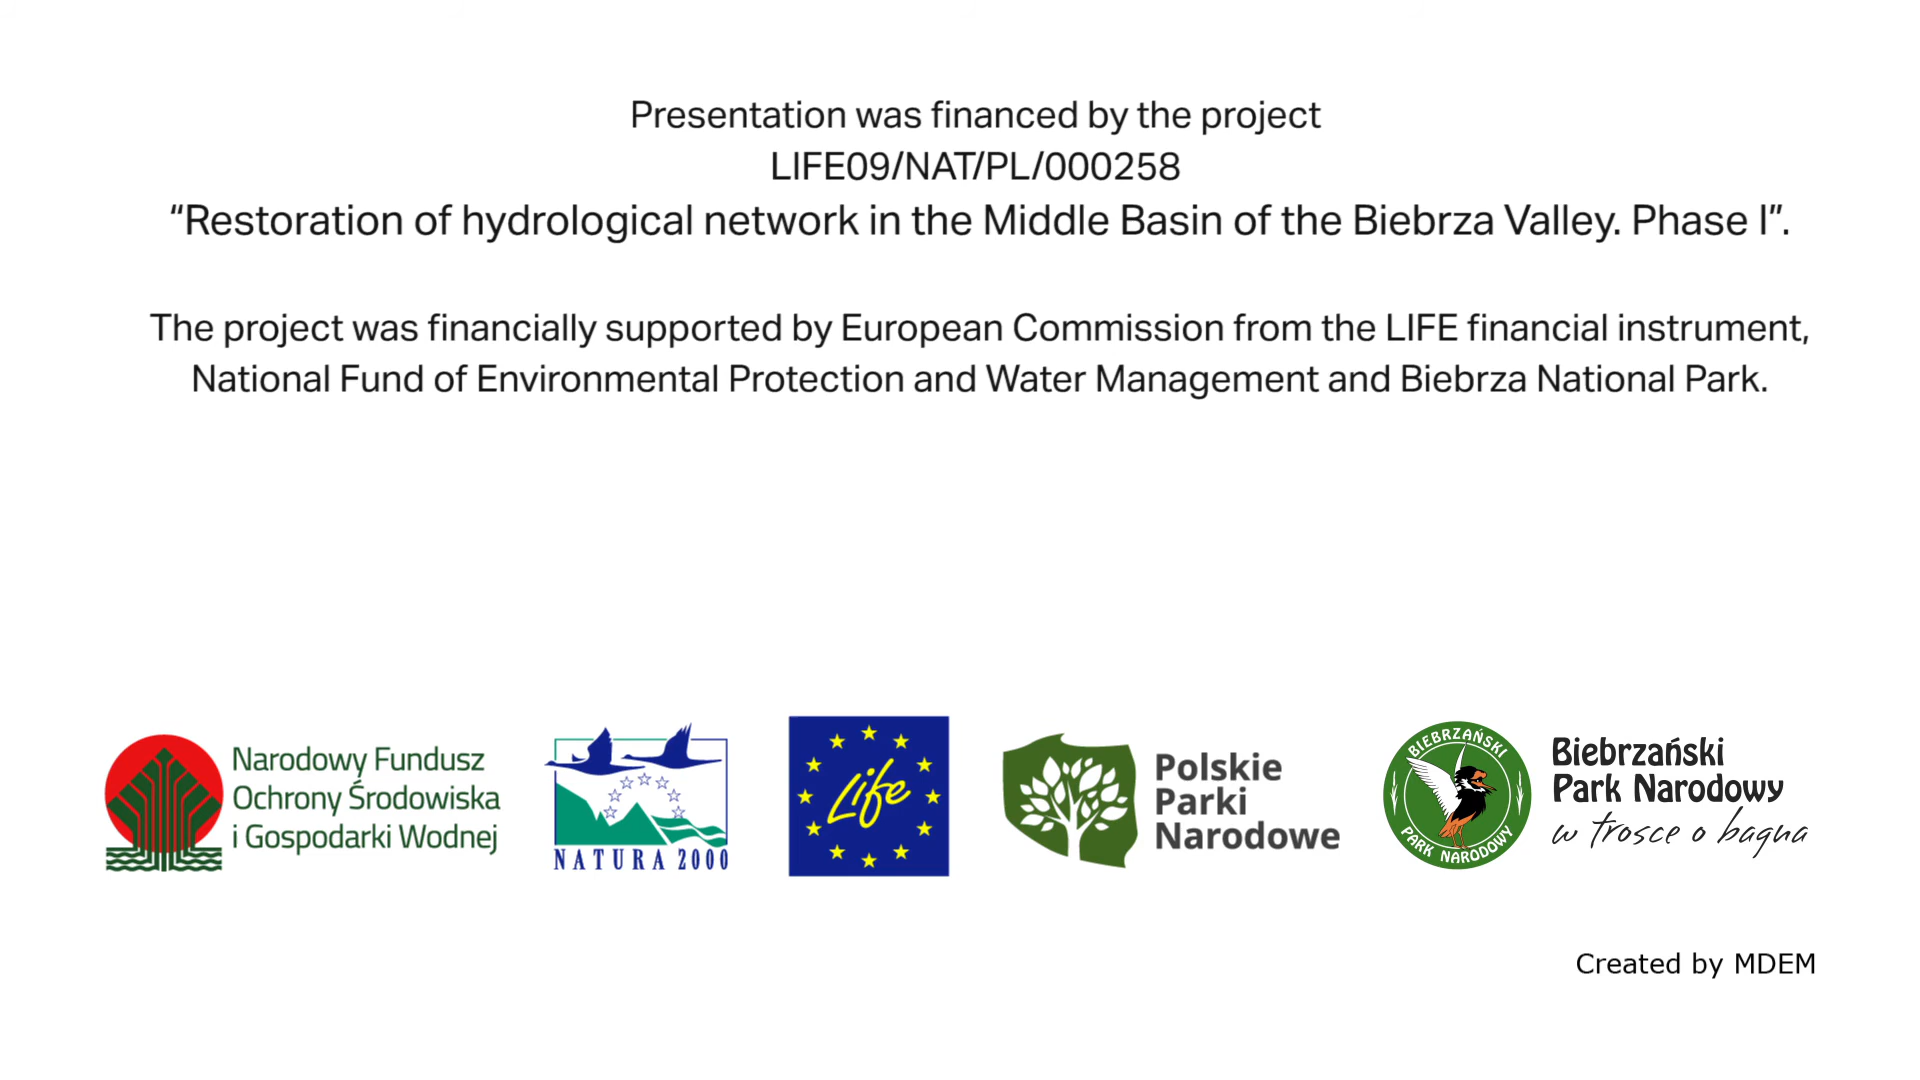 Presentation was financed by the project
LIFE09/NAT/PL/000258
“Restoration of hydrological network in the Middle Basin of the Biebrza Valley. Phase I”.
The project was financially supported by European Commission from the LIFE financial instrument,
National Fund of Environmental Protection and Water Management and Biebrza National Park.
Narodowy Fundusz
Ochrony Środowiska
i Gospodarki Wodnej
NATURA 2000
Life
Polskie
Parki
Narodowe
BIEBRZAŃSKI
PARK NARODOWY
Biebrzański
Park Narodowy
w trosce o bagna
Created by MDEM